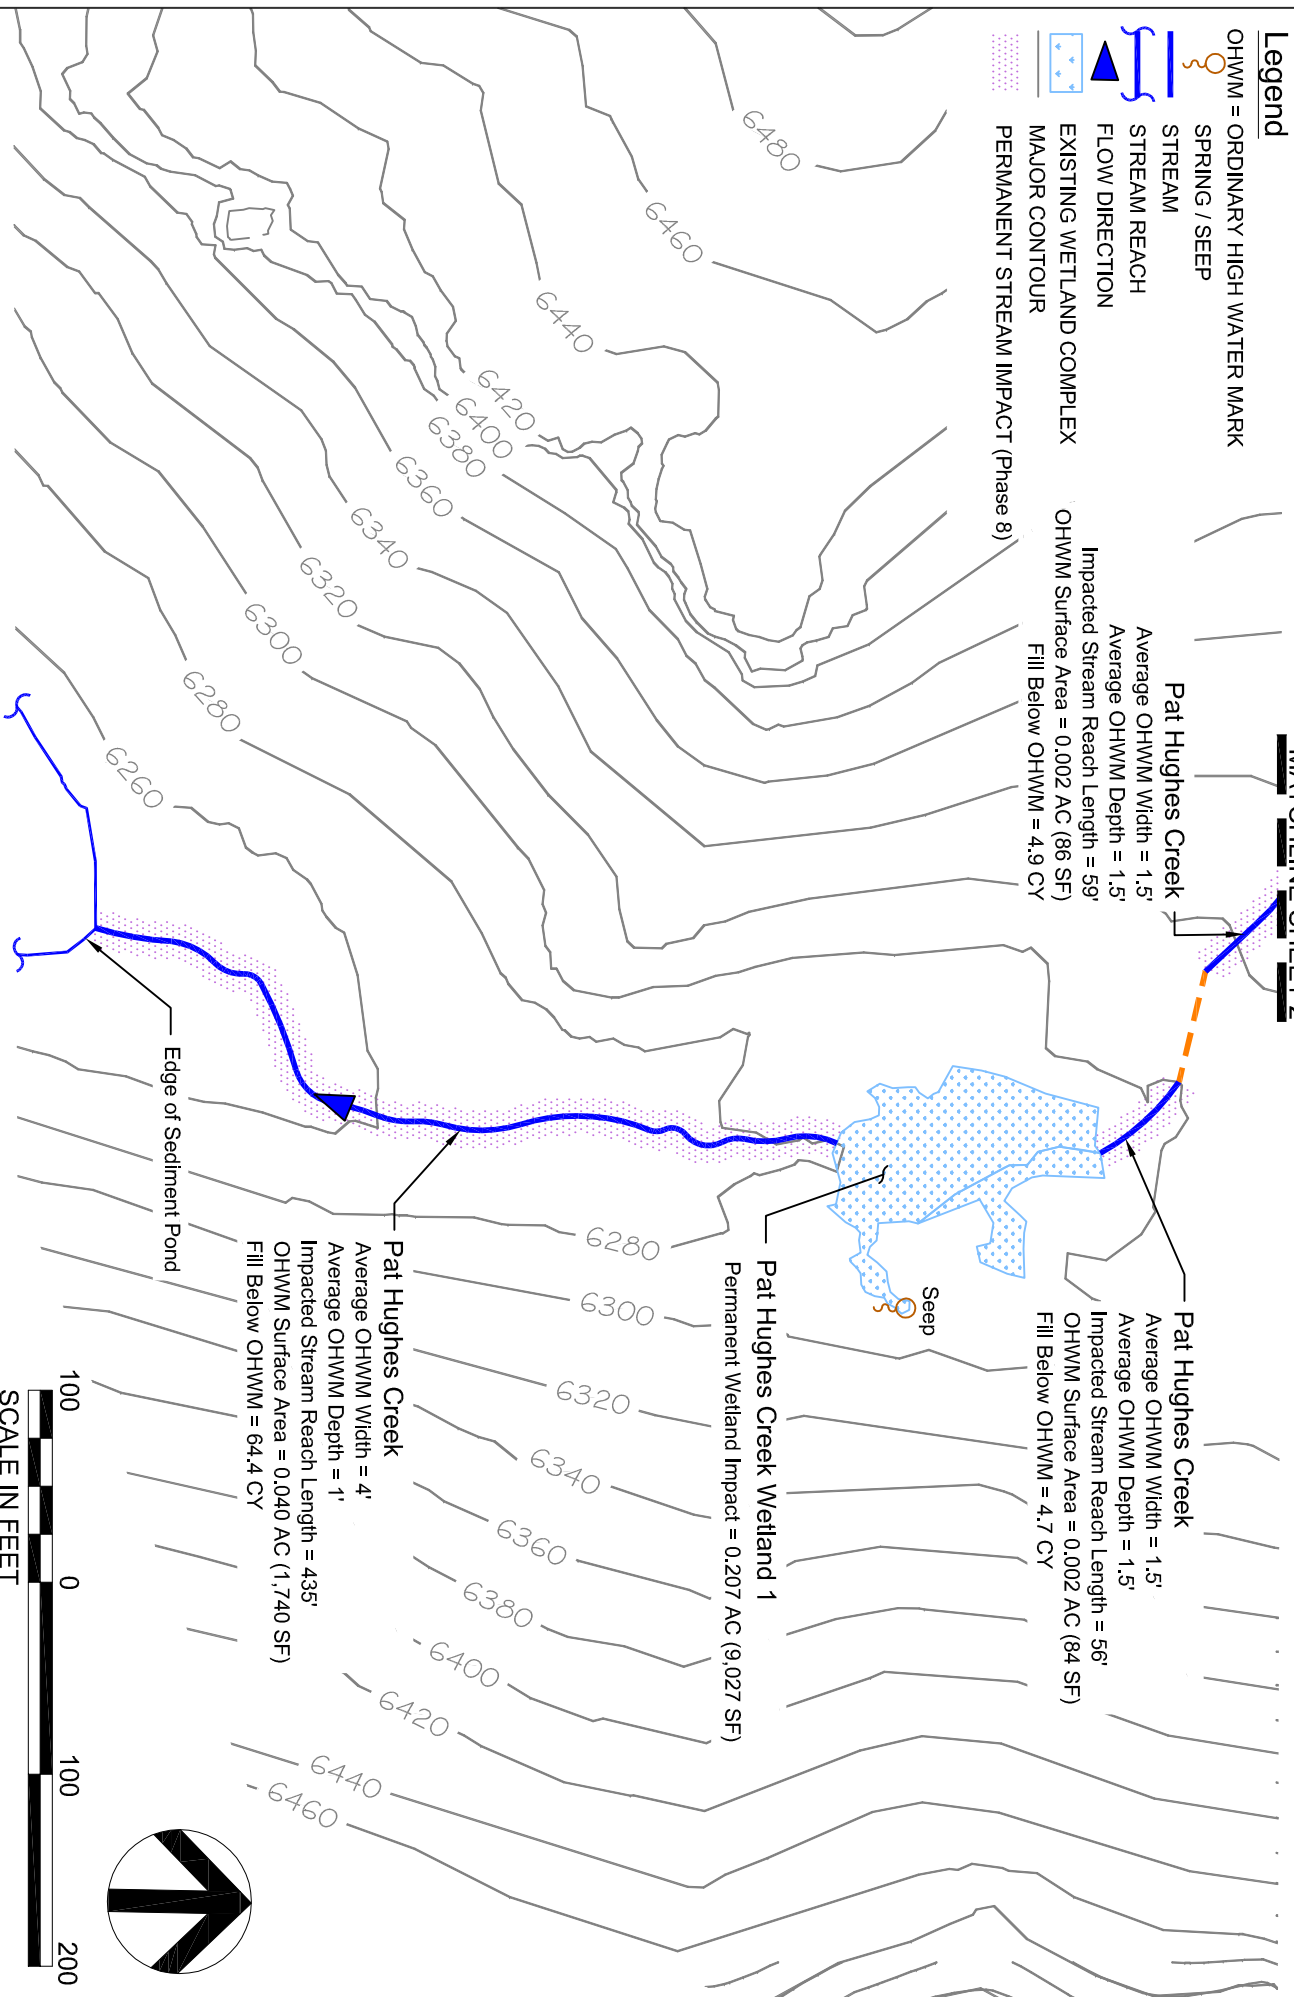 Legend
OHWM = ORDINARY HIGH WATER MARK
SPRING / SEEP
STREAM
STREAM REACH
FLOW DIRECTION
EXISTING WETLAND COMPLEX
MAJOR CONTOUR
PERMANENT STREAM IMPACT (Phase 8)
Pat Hughes Creek
Average OHWM Width = 1.5'
Average OHWM Depth = 1.5'
Impacted Stream Reach Length = 59'
OHWM Surface Area = 0.002 AC (86 SF)
Fill Below OHWM = 4.9 CY
Pat Hughes Creek
Average OHWM Width = 1.5'
Average OHWM Depth = 1.5'
Impacted Stream Reach Length = 56'
OHWM Surface Area = 0.002 AC (84 SF)
Fill Below OHWM = 4.7 CY
Seep
Pat Hughes Creek Wetland 1
Permanent Wetland Impact = 0.207 AC (9,027 SF)
Pat Hughes Creek
Average OHWM Width = 4'
Average OHWM Depth = 1'
Impacted Stream Reach Length = 435'
OHWM Surface Area = 0.040 AC (1,740 SF)
Fill Below OHWM = 64.4 CY
Edge of Sediment Pond
6480
6460
6440
6420
6400
6380
6360
6340
6320
6300
6280
6260
6280
6300
6320
6340
6360
6380
6400
6420
6440
6460
100
0
100
200
SCALE IN FEET